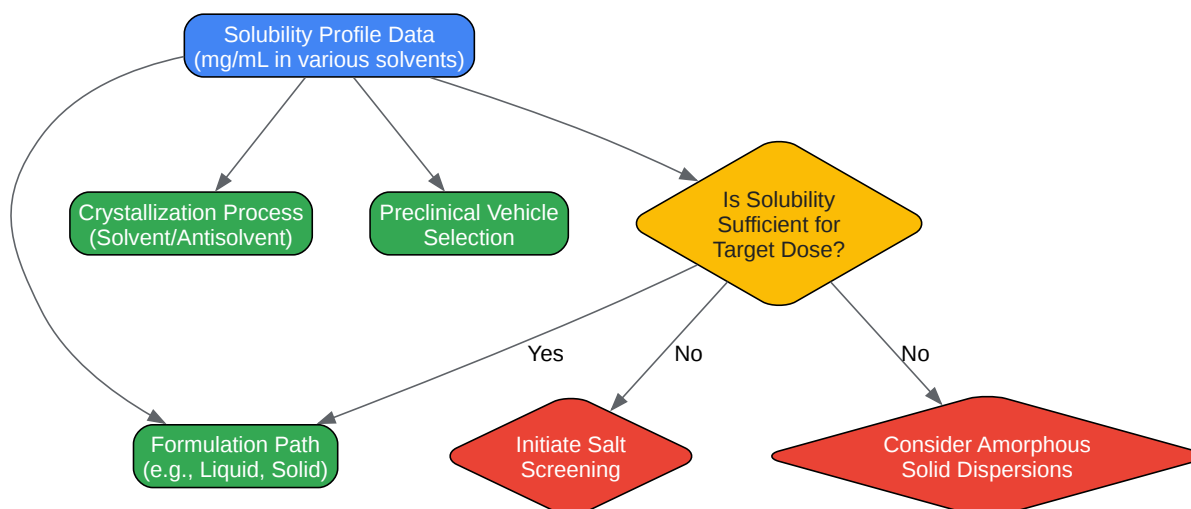 Solubility Profile Data
(mg/mL in various solvents)
Crystallization Process
(Solvent/Antisolvent)
Preclinical Vehicle
Selection
Is Solubility
Sufficient for
Target Dose?
Yes
No
No
Formulation Path
(e.g., Liquid, Solid)
Initiate Salt
Screening
Consider Amorphous
Solid Dispersions